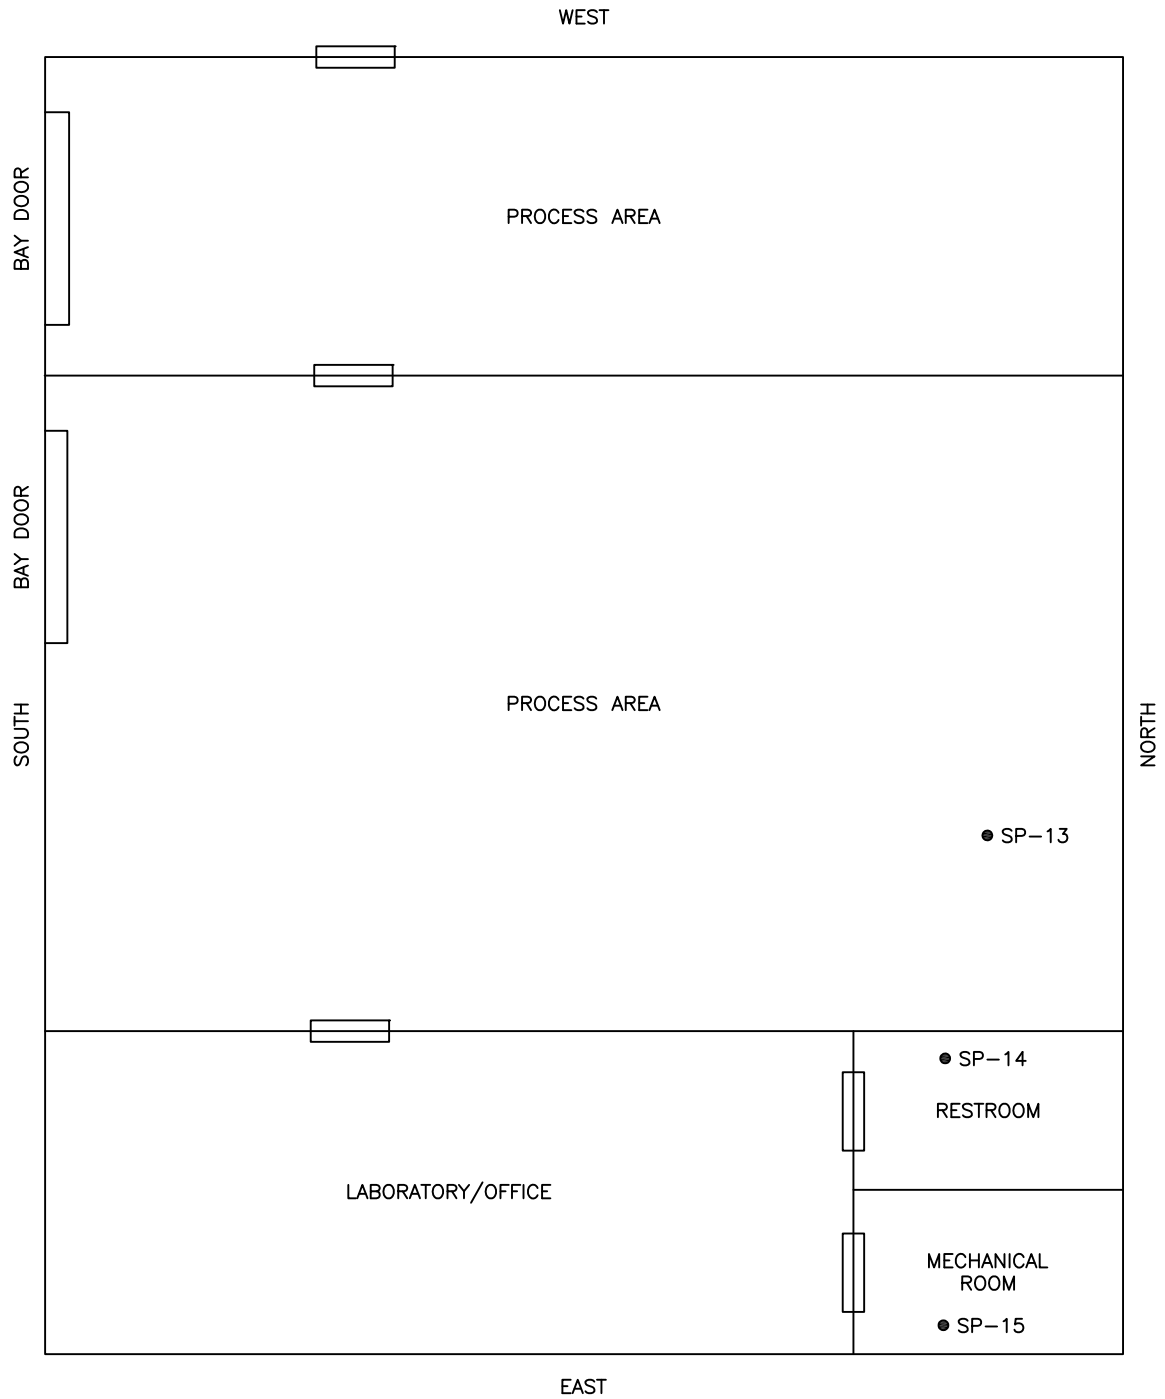 WEST
BAY DOOR
PROCESS AREA
BAY DOOR
PROCESS AREA
SOUTH
NORTH
SP-13
SP-14
RESTROOM
LABORATORY/OFFICE
MECHANICAL
ROOM
SP-15
EAST